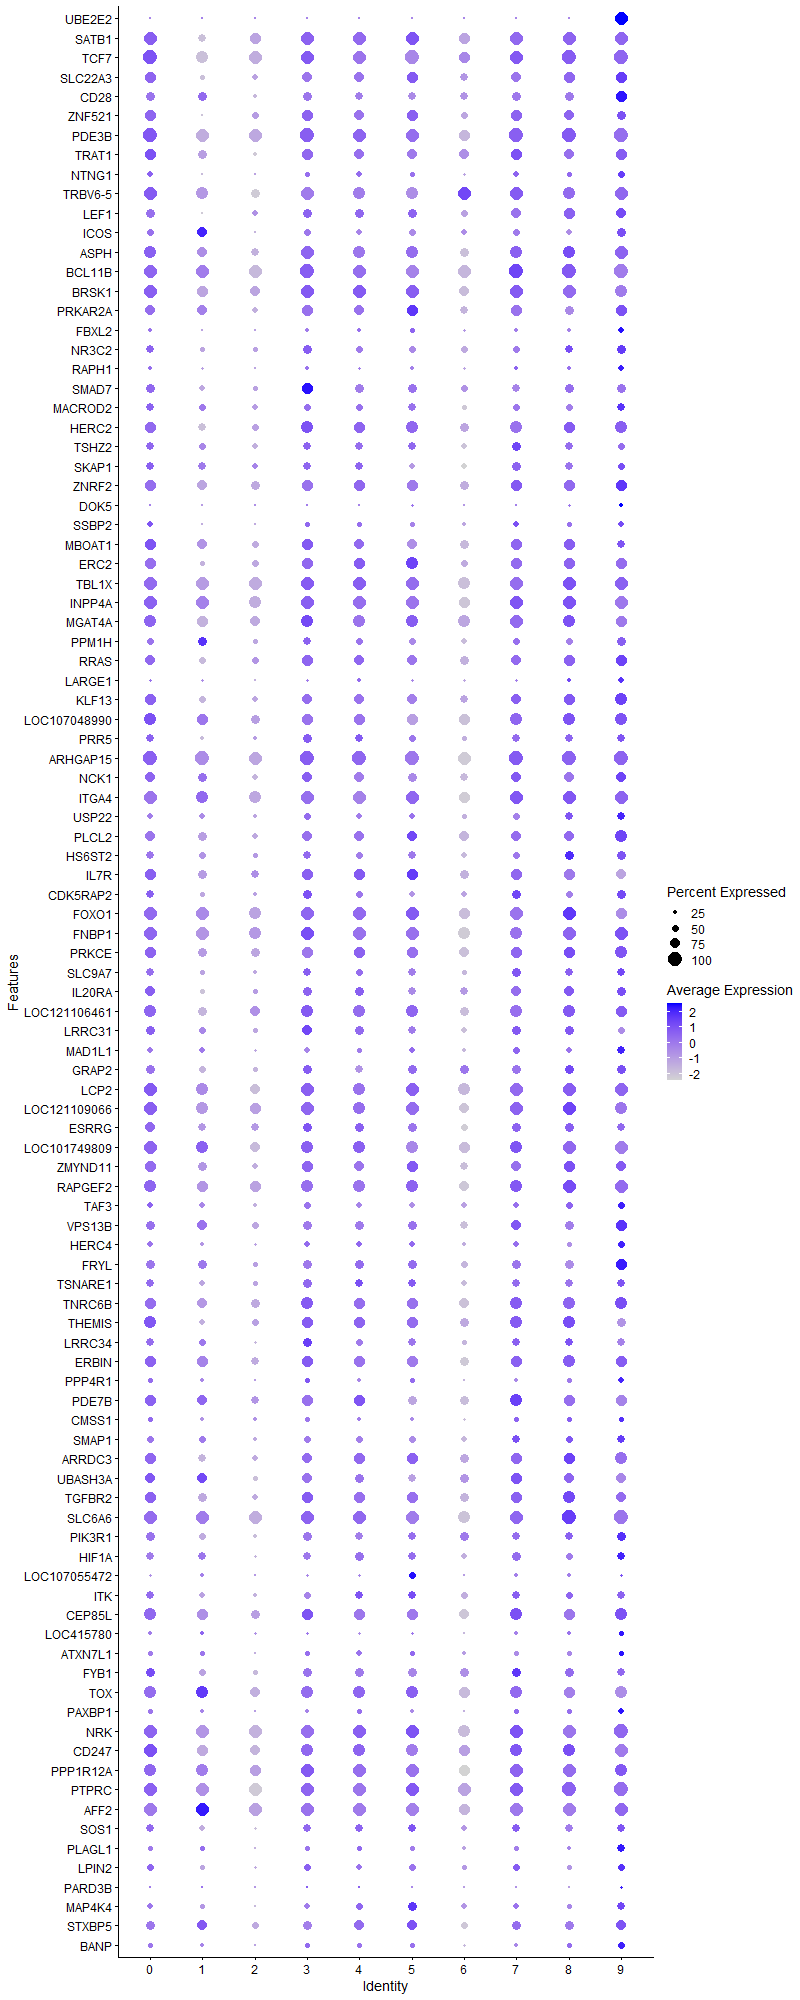 UBE2E2
SATB1
TCF7
SLC22A3
CD28
ZNF521
PDE3B
TRAT1
NTNG1
TRBV6-5
LEF1
ICOS
ASPH
BCL11B
BRSK1
PRKAR2A
FBXL2
NR3C2
RAPH1
SMAD7
MACROD2
HERC2
TSHZ2
SKAP1
ZNRF2
DOK5
SSBP2
MBOAT1
ERC2
TBL1X
INPP4A
MGAT4A
PPM1H
RRAS
LARGE1
KLF13
LOC107048990
PRR5
ARHGAP15
NCK1
ITGA4
USP22
PLCL2
HS6ST2
IL7R
CDK5RAP2
FOXO1
FNBP1
PRKCE
SLC9A7
IL20RA
LOC121106461
LRRC31
MAD1L1
GRAP2
LCP2
LOC121109066
ESRRG
LOC101749809
ZMYND11
RAPGEF2
TAF3
VPS13B
HERC4
FRYL
TSNARE1
TNRC6B
THEMIS
LRRC34
ERBIN
PPP4R1
PDE7B
CMSS1
SMAP1
ARRDC3
UBASH3A
TGFBR2
SLC6A6
PIK3R1
HIF1A
LOC107055472
ITK
CEP85L
LOC415780
ATXN7L1
FYB1
TOX
PAXBP1
NRK
CD247
PPP1R12A
PTPRC
AFF2
SOS1
PLAGL1
LPIN2
PARD3B
MAP4K4
STXBP5
BANP
Features
0 1 2 3 4 5 6 7 8 9
Identity
Percent Expressed
25
50
75
100
Average Expression
2
1
0
-1
-2